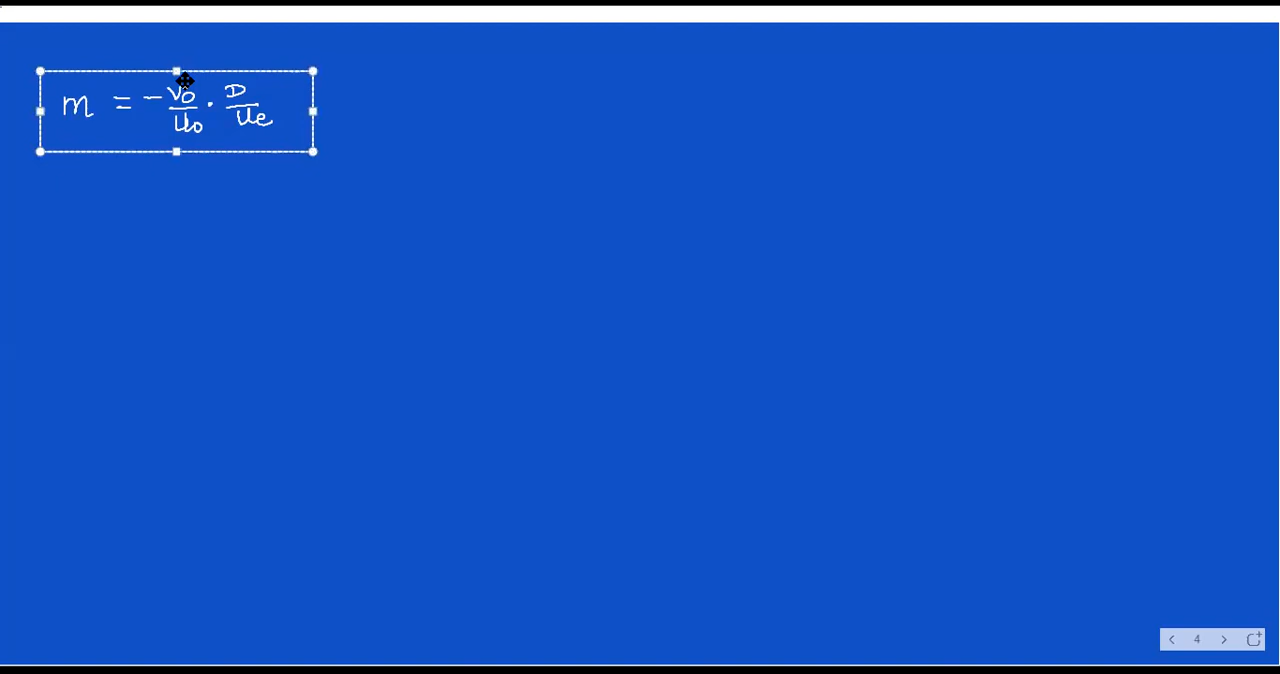 m = - v₀/u₀ · D/uₑ
4